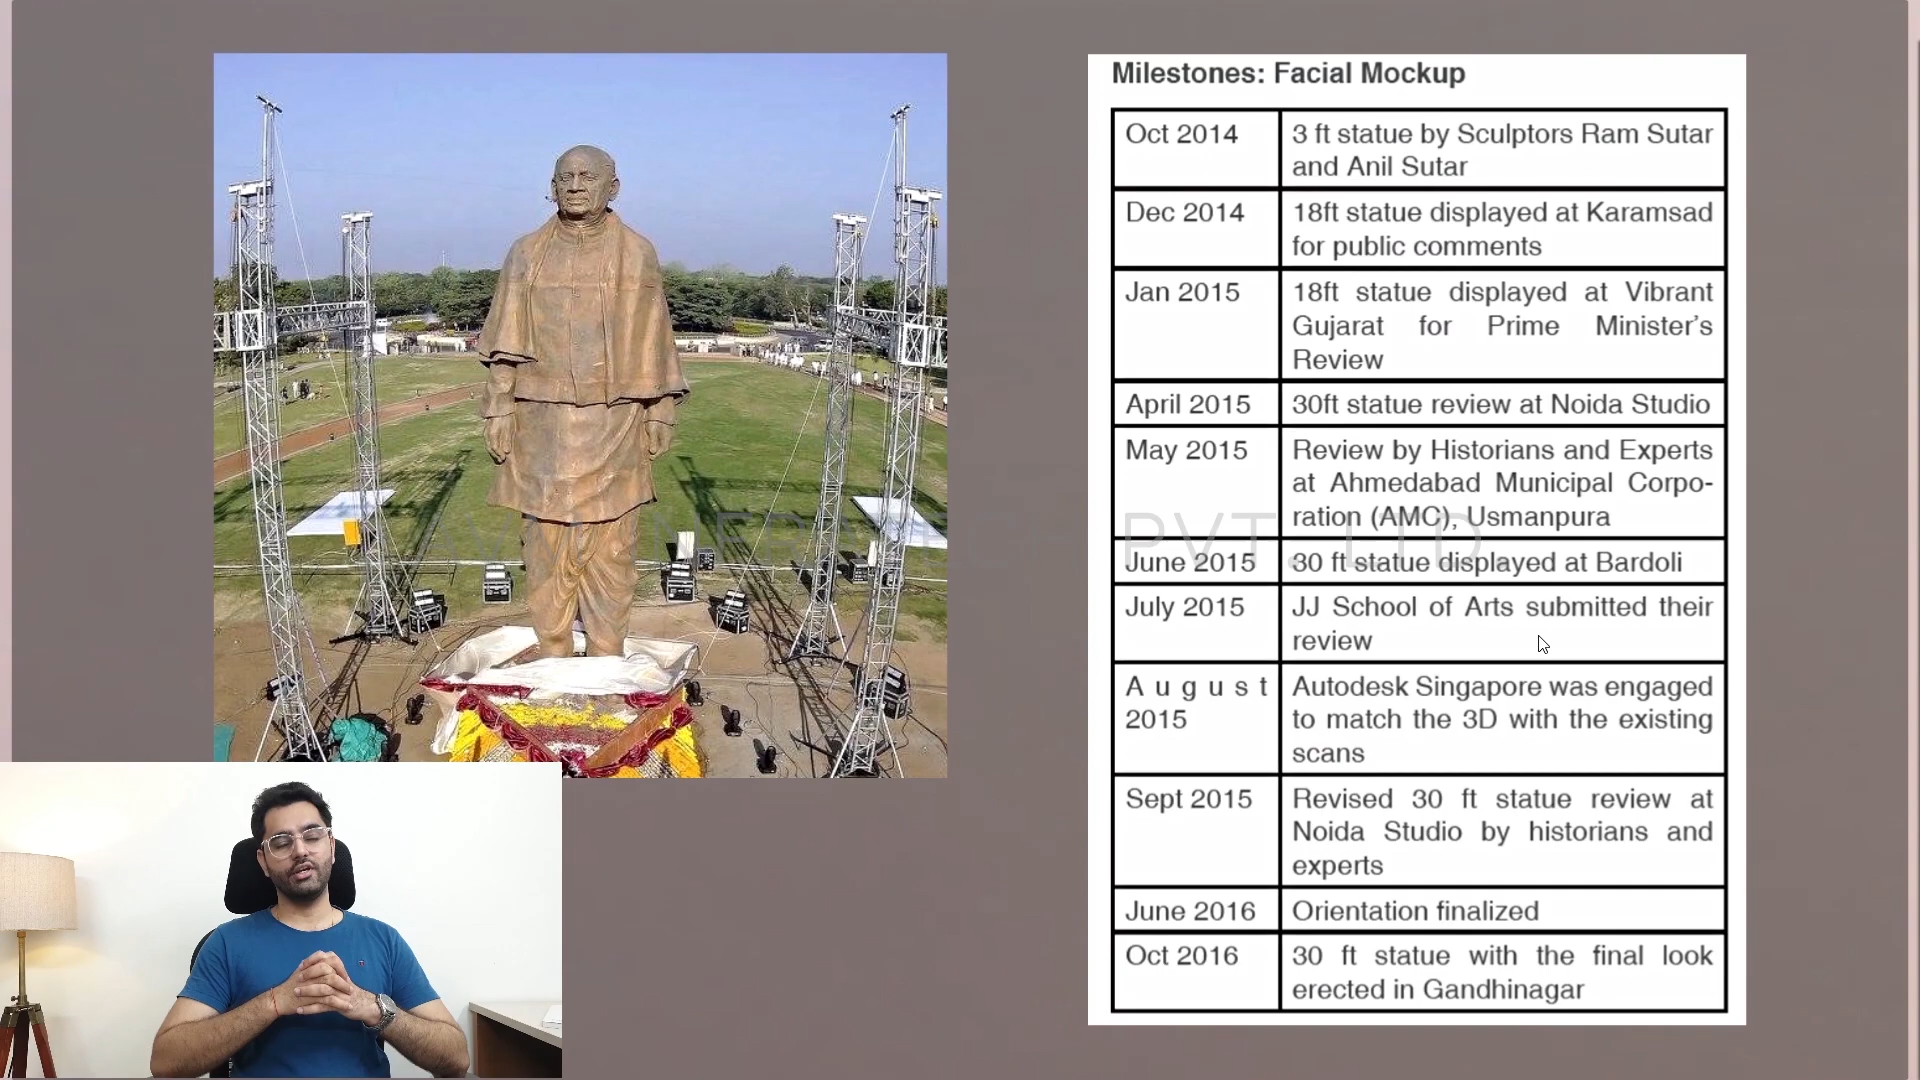 Milestones: Facial Mockup
Oct 2014
3 ft statue by Sculptors Ram Sutar
and Anil Sutar
Dec 2014
18ft statue displayed at Karamsad
for public comments
Jan 2015
18ft statue displayed at Vibrant
Gujarat for Prime Minister's
Review
April 2015
30ft statue review at Noida Studio
May 2015
Review by Historians and Experts
at Ahmedabad Municipal Corpo-
ration (AMC), Usmanpura
June 2015
30 ft statue displayed at Bardoli
July 2015
JJ School of Arts submitted their
review
August
2015
Autodesk Singapore was engaged
to match the 3D with the existing
scans
Sept 2015
Revised 30 ft statue review at
Noida Studio by historians and
experts
June 2016
Orientation finalized
Oct 2016
30 ft statue with the final look
erected in Gandhinagar
PVT. LTD.